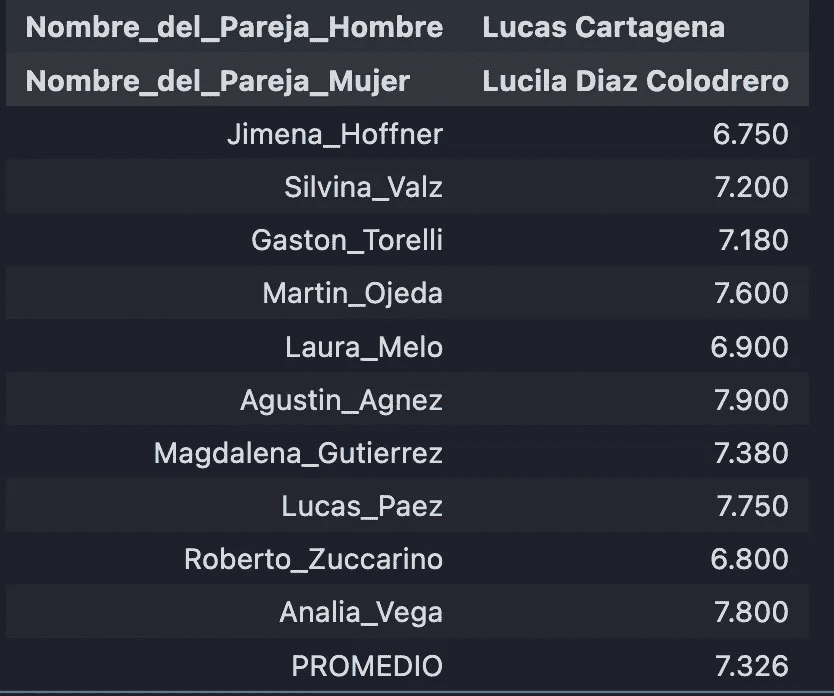 Nombre_del_Pareja_Hombre Lucas Cartagena
Nombre_del_Pareja_Mujer Lucila Diaz Colodrero
Jimena_Hoffner 6.750
Silvina_Valz 7.200
Gaston_Torelli 7.180
Martin_Ojeda 7.600
Laura_Melo 6.900
Agustin_Agnez 7.900
Magdalena_Gutierrez 7.380
Lucas_Paez 7.750
Roberto_Zuccarino 6.800
Analia_Vega 7.800
PROMEDIO 7.326